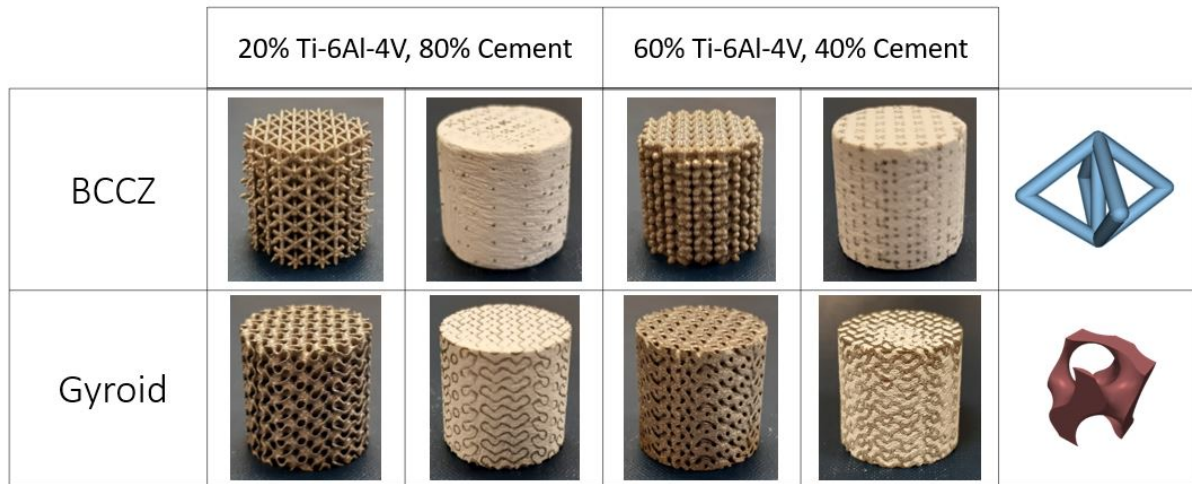 20% Ti-6Al-4V, 80% Cement
60% Ti-6Al-4V, 40% Cement
BCCZ
Gyroid